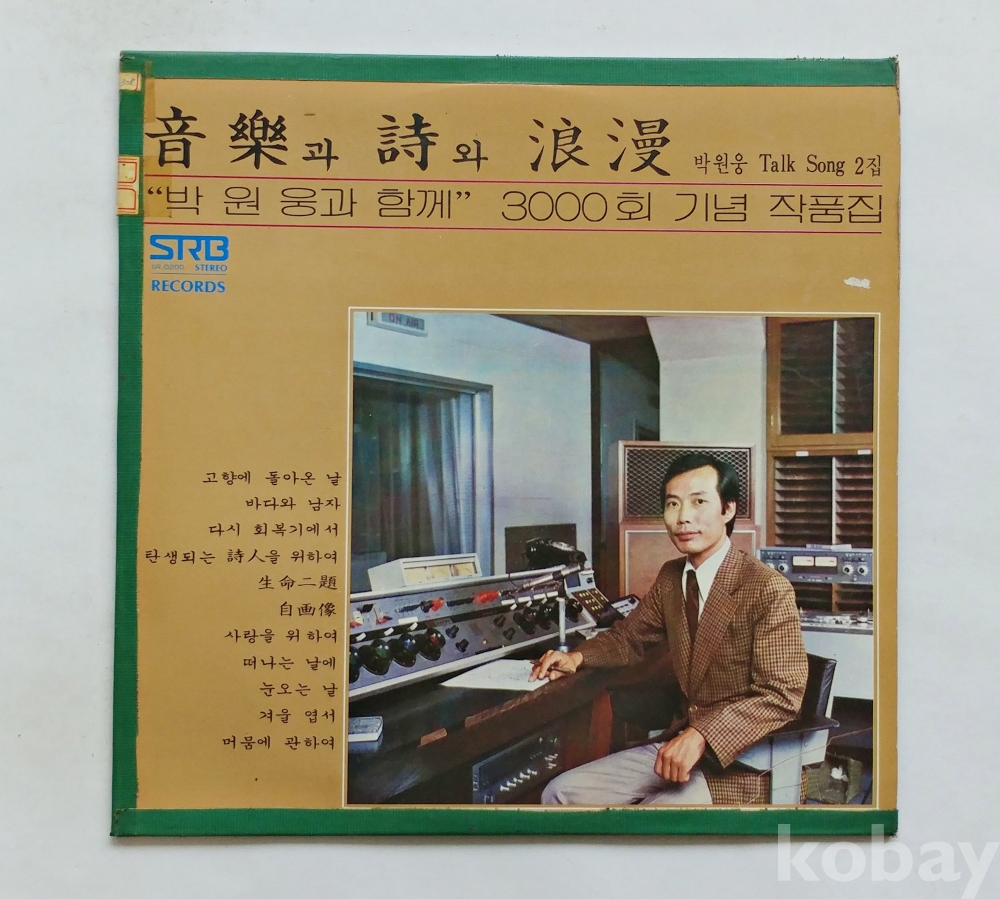 音樂과 詩와 浪漫 박원웅 Talk Song 2집
“박원웅과 함께” 3000회 기념 작품집
SRB
STEREO
RECORDS
ON AIR
고향에 돌아온 날
바다와 남자
다시 회복기에서
탄생되는 詩人을 위하여
生命二題
自画像
사랑을 위하여
떠나는 날에
눈오는 날
겨울 엽서
머뭄에 관하여
kobay